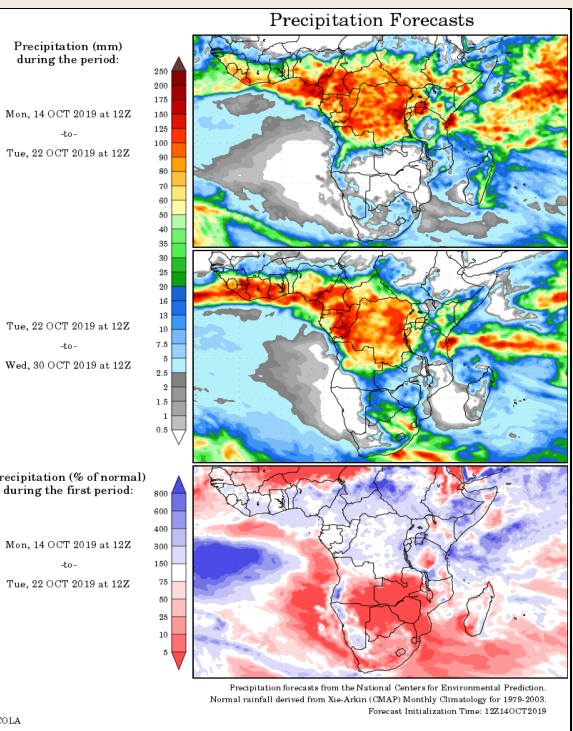 Precipitation Forecasts
Precipitation (mm)
during the period:
Mon, 14 OCT 2019 at 12Z
-to-
Tue, 22 OCT 2019 at 12Z
250
200
175
150
125
100
90
80
70
60
50
40
35
30
25
20
16
13
10
7.5
5
2.5
2
1.5
1
0.5
Tue, 22 OCT 2019 at 12Z
-to-
Wed, 30 OCT 2019 at 12Z
recipitation (% of normal)
during the first period:
Mon, 14 OCT 2019 at 12Z
-to-
Tue, 22 OCT 2019 at 12Z
800
600
400
300
150
75
50
25
10
5
Precipitation forecasts from the National Centers for Environmental Prediction.
Normal rainfall derived from Xie-Arkin (CMAP) Monthly Climatology for 1979-2003.
Forecast Initialization Time: 12Z14OCT2019
COLA